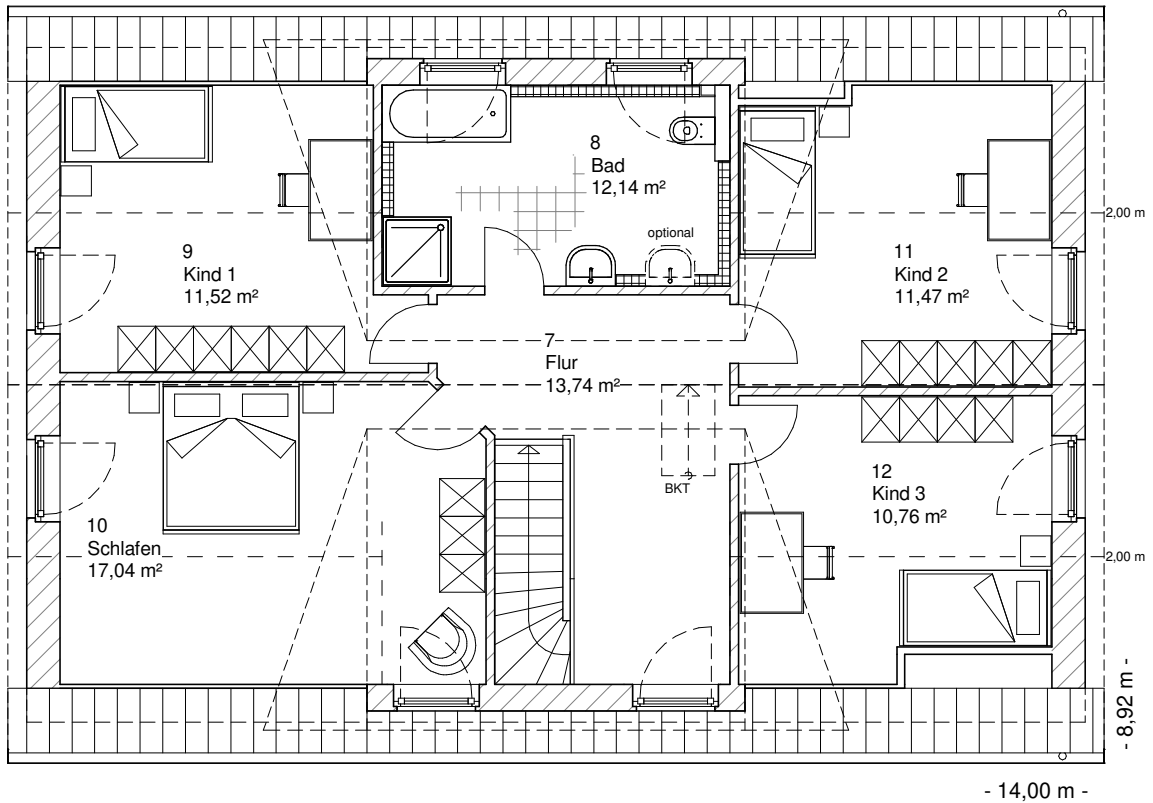 8
Bad
12,14 m²
optional
2,00 m
9
Kind 1
11,52 m²
11
Kind 2
11,47 m²
7
Flur
13,74 m²
BKT
12
Kind 3
10,76 m²
10
Schlafen
17,04 m²
2,00 m
- 8,92 m -
- 14,00 m -